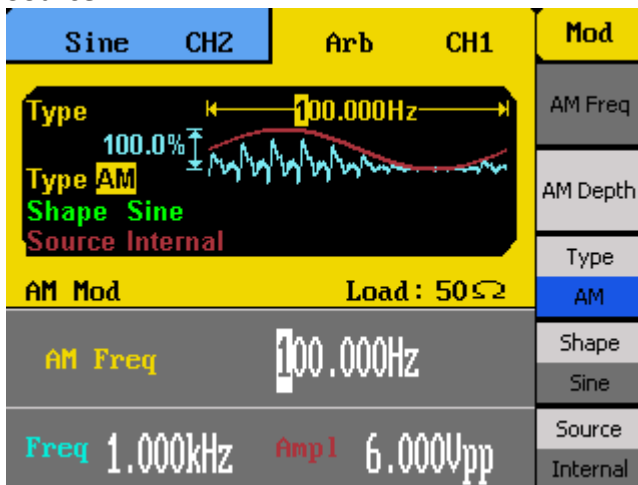 Sine CH2 Arb CH1 Mod
Type 100.000Hz
100.0%
Type AM
Shape Sine
Source Internal
AM Mod Load: 50Ω
AM Freq 100.000Hz
Freq 1.000kHz Ampl 6.000Vpp
AM Freq
AM Depth
Type
AM
Shape
Sine
Source
Internal